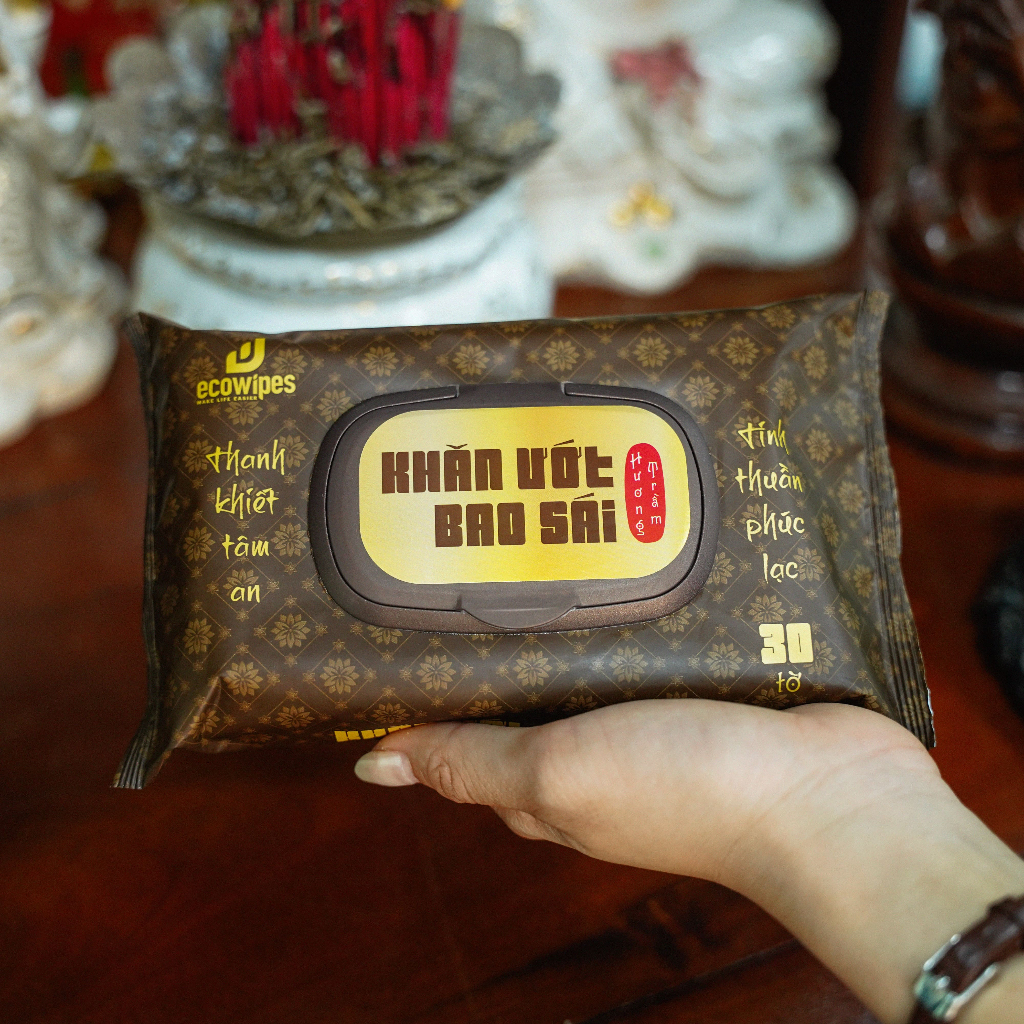 ecowipes
MAKE LIFE EASIER
thanh
khiết
tâm
an
KHĂN ƯỚT
BAO SÁI
Hương
Trầm
tính
thuần
phúc
lạc
30
tờ